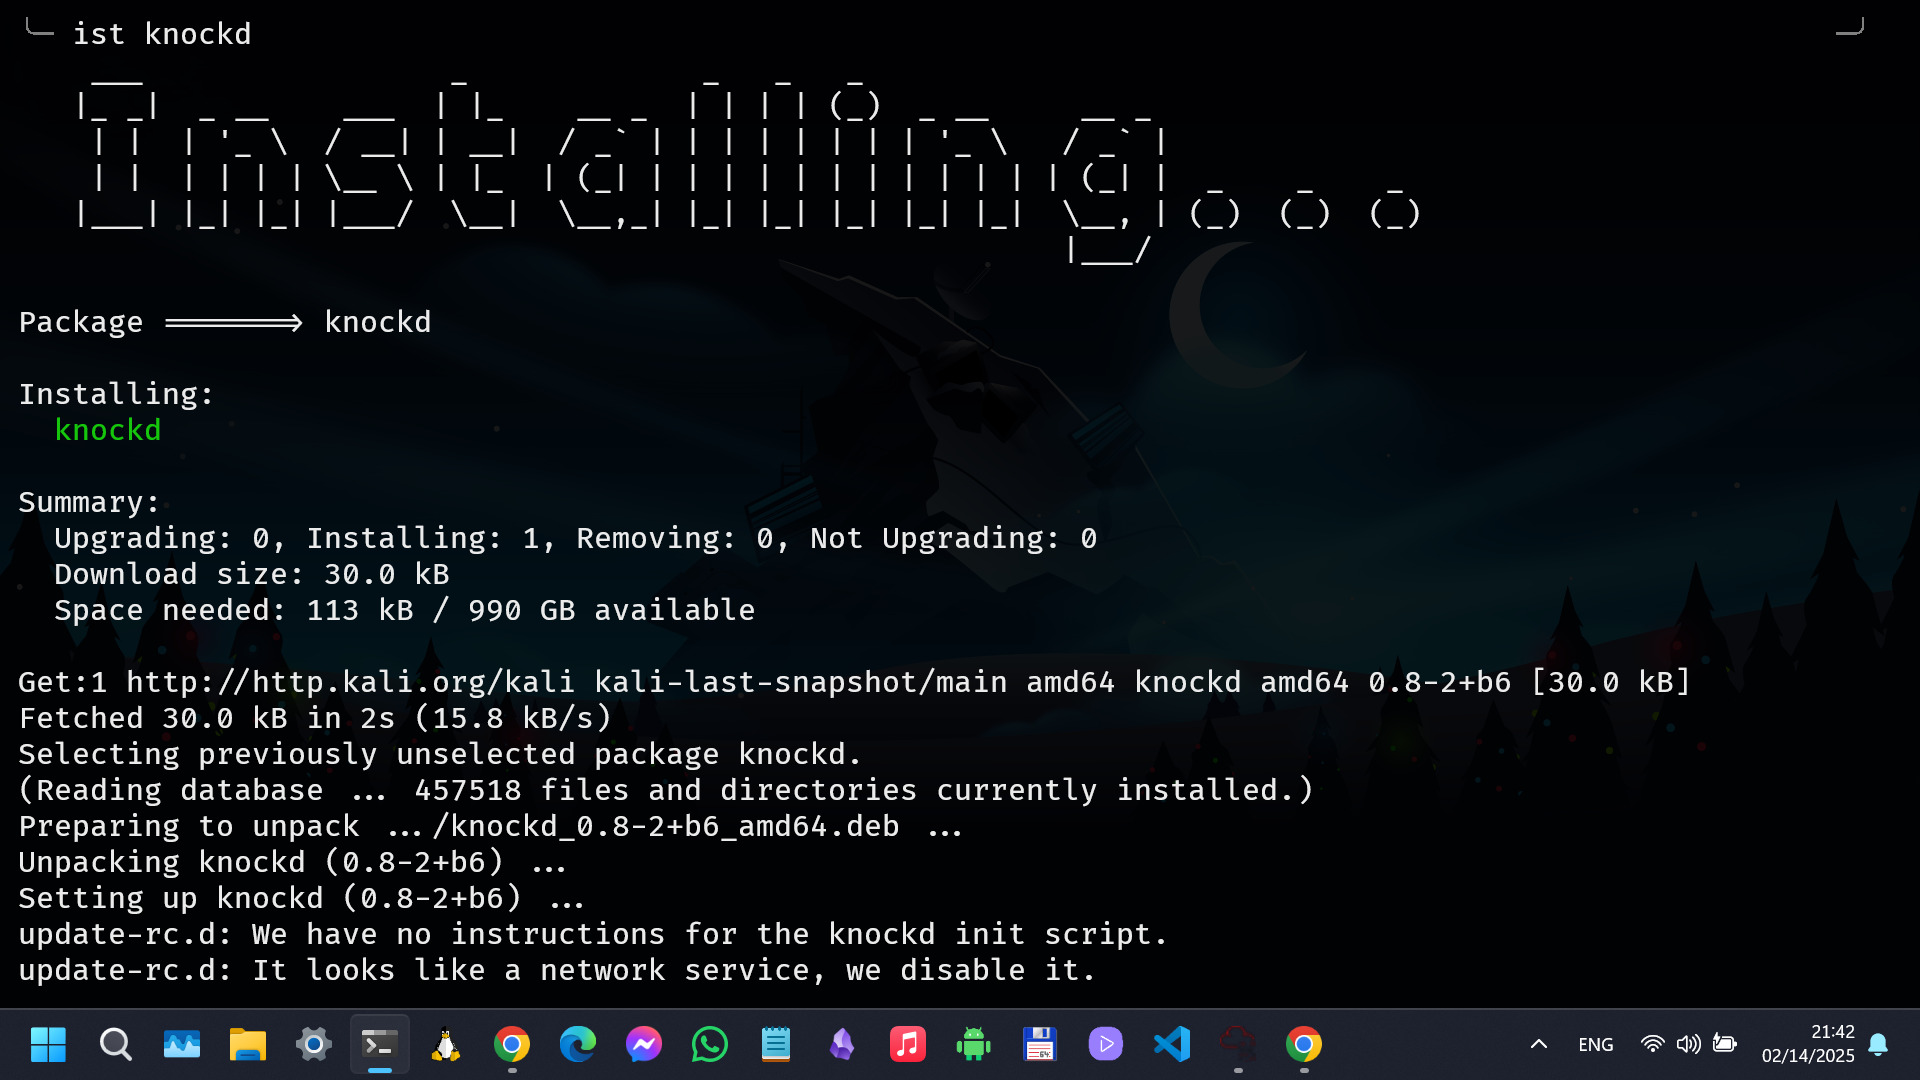 ist knockd
Installing...
Package ======> knockd
Installing:
knockd
Summary:
Upgrading: 0, Installing: 1, Removing: 0, Not Upgrading: 0
Download size: 30.0 kB
Space needed: 113 kB / 990 GB available
Get:1 http://http.kali.org/kali kali-last-snapshot/main amd64 knockd amd64 0.8-2+b6 [30.0 kB]
Fetched 30.0 kB in 2s (15.8 kB/s)
Selecting previously unselected package knockd.
(Reading database ... 457518 files and directories currently installed.)
Preparing to unpack .../knockd_0.8-2+b6_amd64.deb ...
Unpacking knockd (0.8-2+b6) ...
Setting up knockd (0.8-2+b6) ...
update-rc.d: We have no instructions for the knockd init script.
update-rc.d: It looks like a network service, we disable it.
64
ENG
21:42
02/14/2025